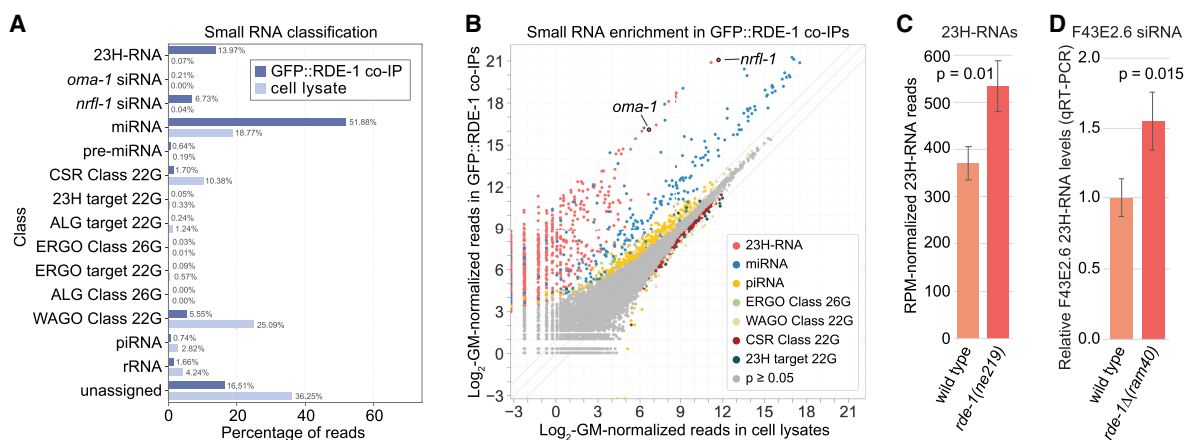 A
Small RNA classification
Class
23H-RNA
13.97%
0.07%
oma-1 siRNA
0.21%
0.00%
nrfl-1 siRNA
6.73%
0.04%
miRNA
51.88%
18.77%
pre-miRNA
0.64%
0.19%
CSR Class 22G
1.70%
10.38%
23H target 22G
0.05%
0.33%
ALG target 22G
0.24%
1.24%
ERGO Class 26G
0.03%
0.01%
ERGO target 22G
0.09%
0.57%
ALG Class 26G
0.00%
0.00%
WAGO Class 22G
5.55%
25.09%
piRNA
0.74%
2.82%
rRNA
1.66%
4.24%
unassigned
16.51%
36.25%
GFP::RDE-1 co-IP
cell lysate
0 20 40 60
Percentage of reads
B
Small RNA enrichment in GFP::RDE-1 co-IPs
Log2-GM-normalized reads in GFP::RDE-1 co-IPs
21
18
15
12
9
6
3
0
−3
nrfl-1
oma-1
23H-RNA
miRNA
piRNA
ERGO Class 26G
WAGO Class 22G
CSR Class 22G
23H target 22G
p ≥ 0.05
−3 0 3 6 9 12 15 18 21
Log2-GM-normalized reads in cell lysates
C
23H-RNAs
RPM-normalized 23H-RNA reads
600
500
400
300
200
100
0
p = 0.01
wild type
rde-1(ne219)
D
F43E2.6 siRNA
Relative F43E2.6 23H-RNA levels (qRT-PCR)
2.0
1.5
1.0
0.5
0.0
p = 0.015
wild type
rde-1Δ(ram40)